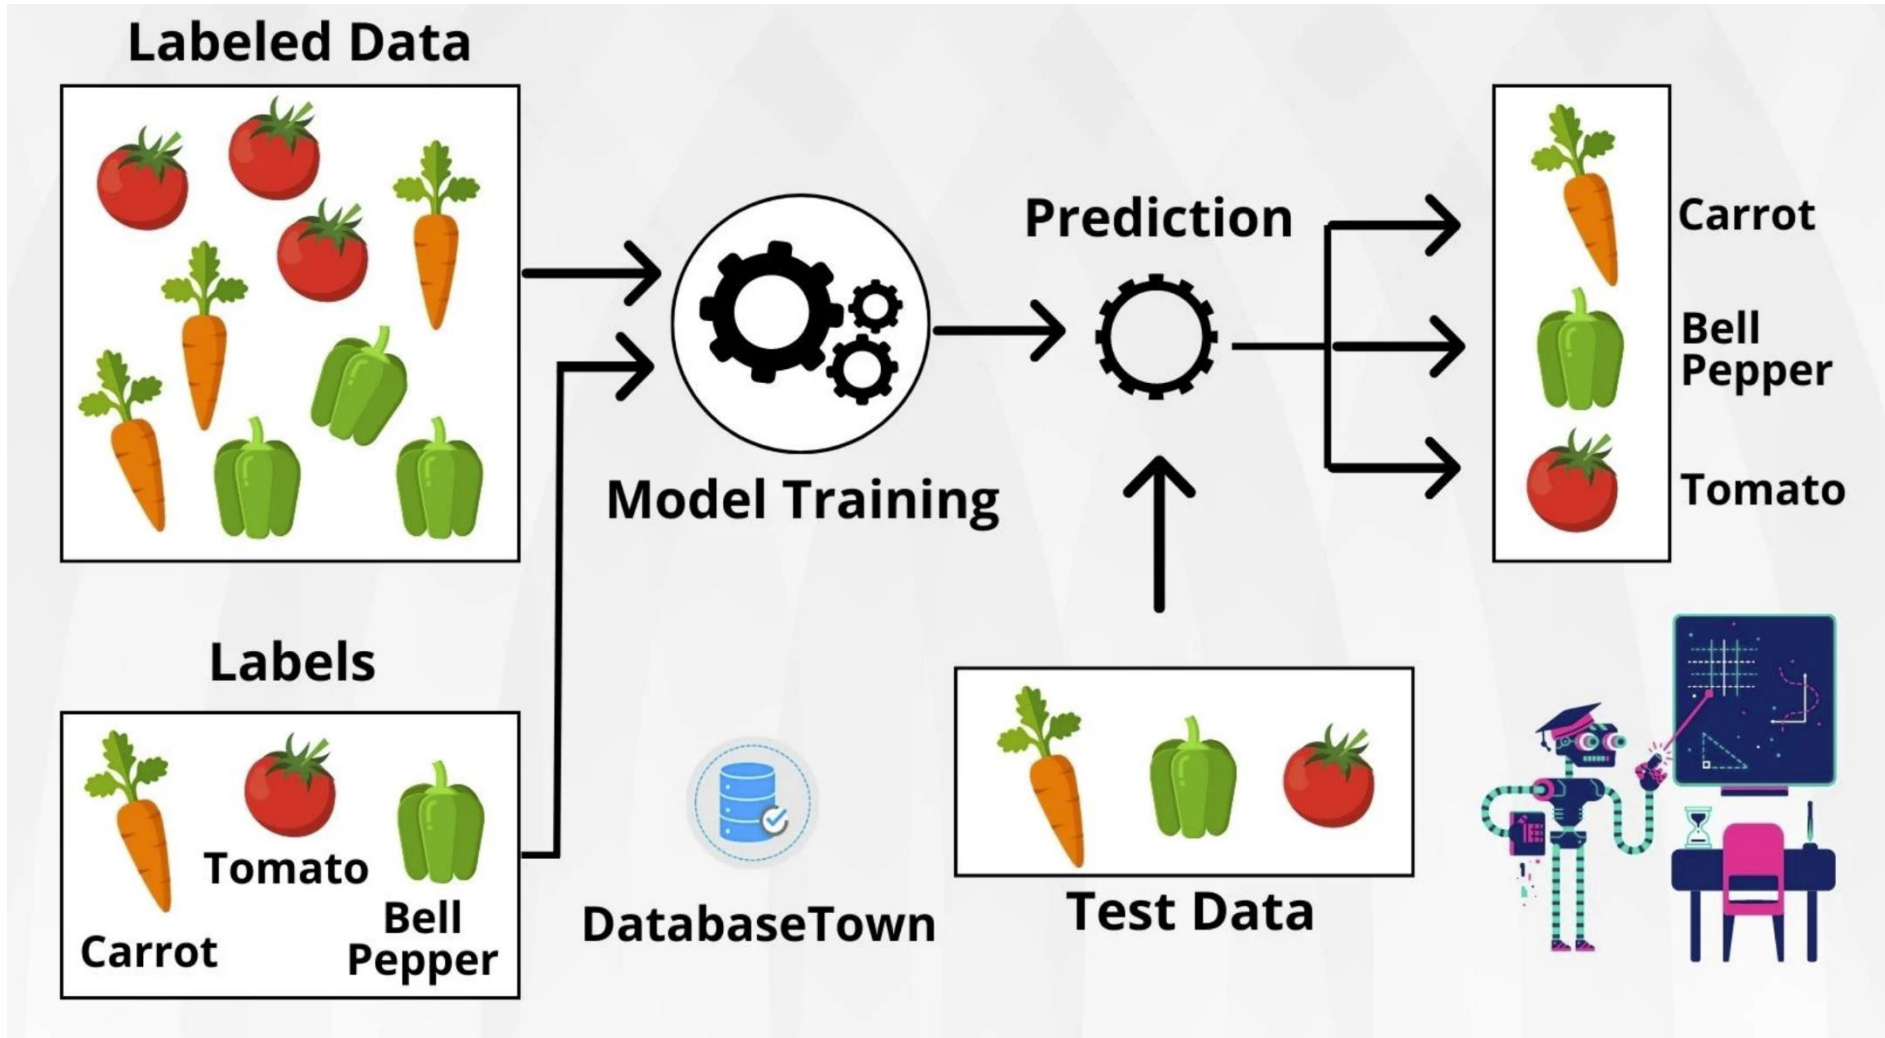 Labeled Data
Labels
Carrot
Tomato
Bell
Pepper
Model Training
DatabaseTown
Prediction
Test Data
Carrot
Bell
Pepper
Tomato